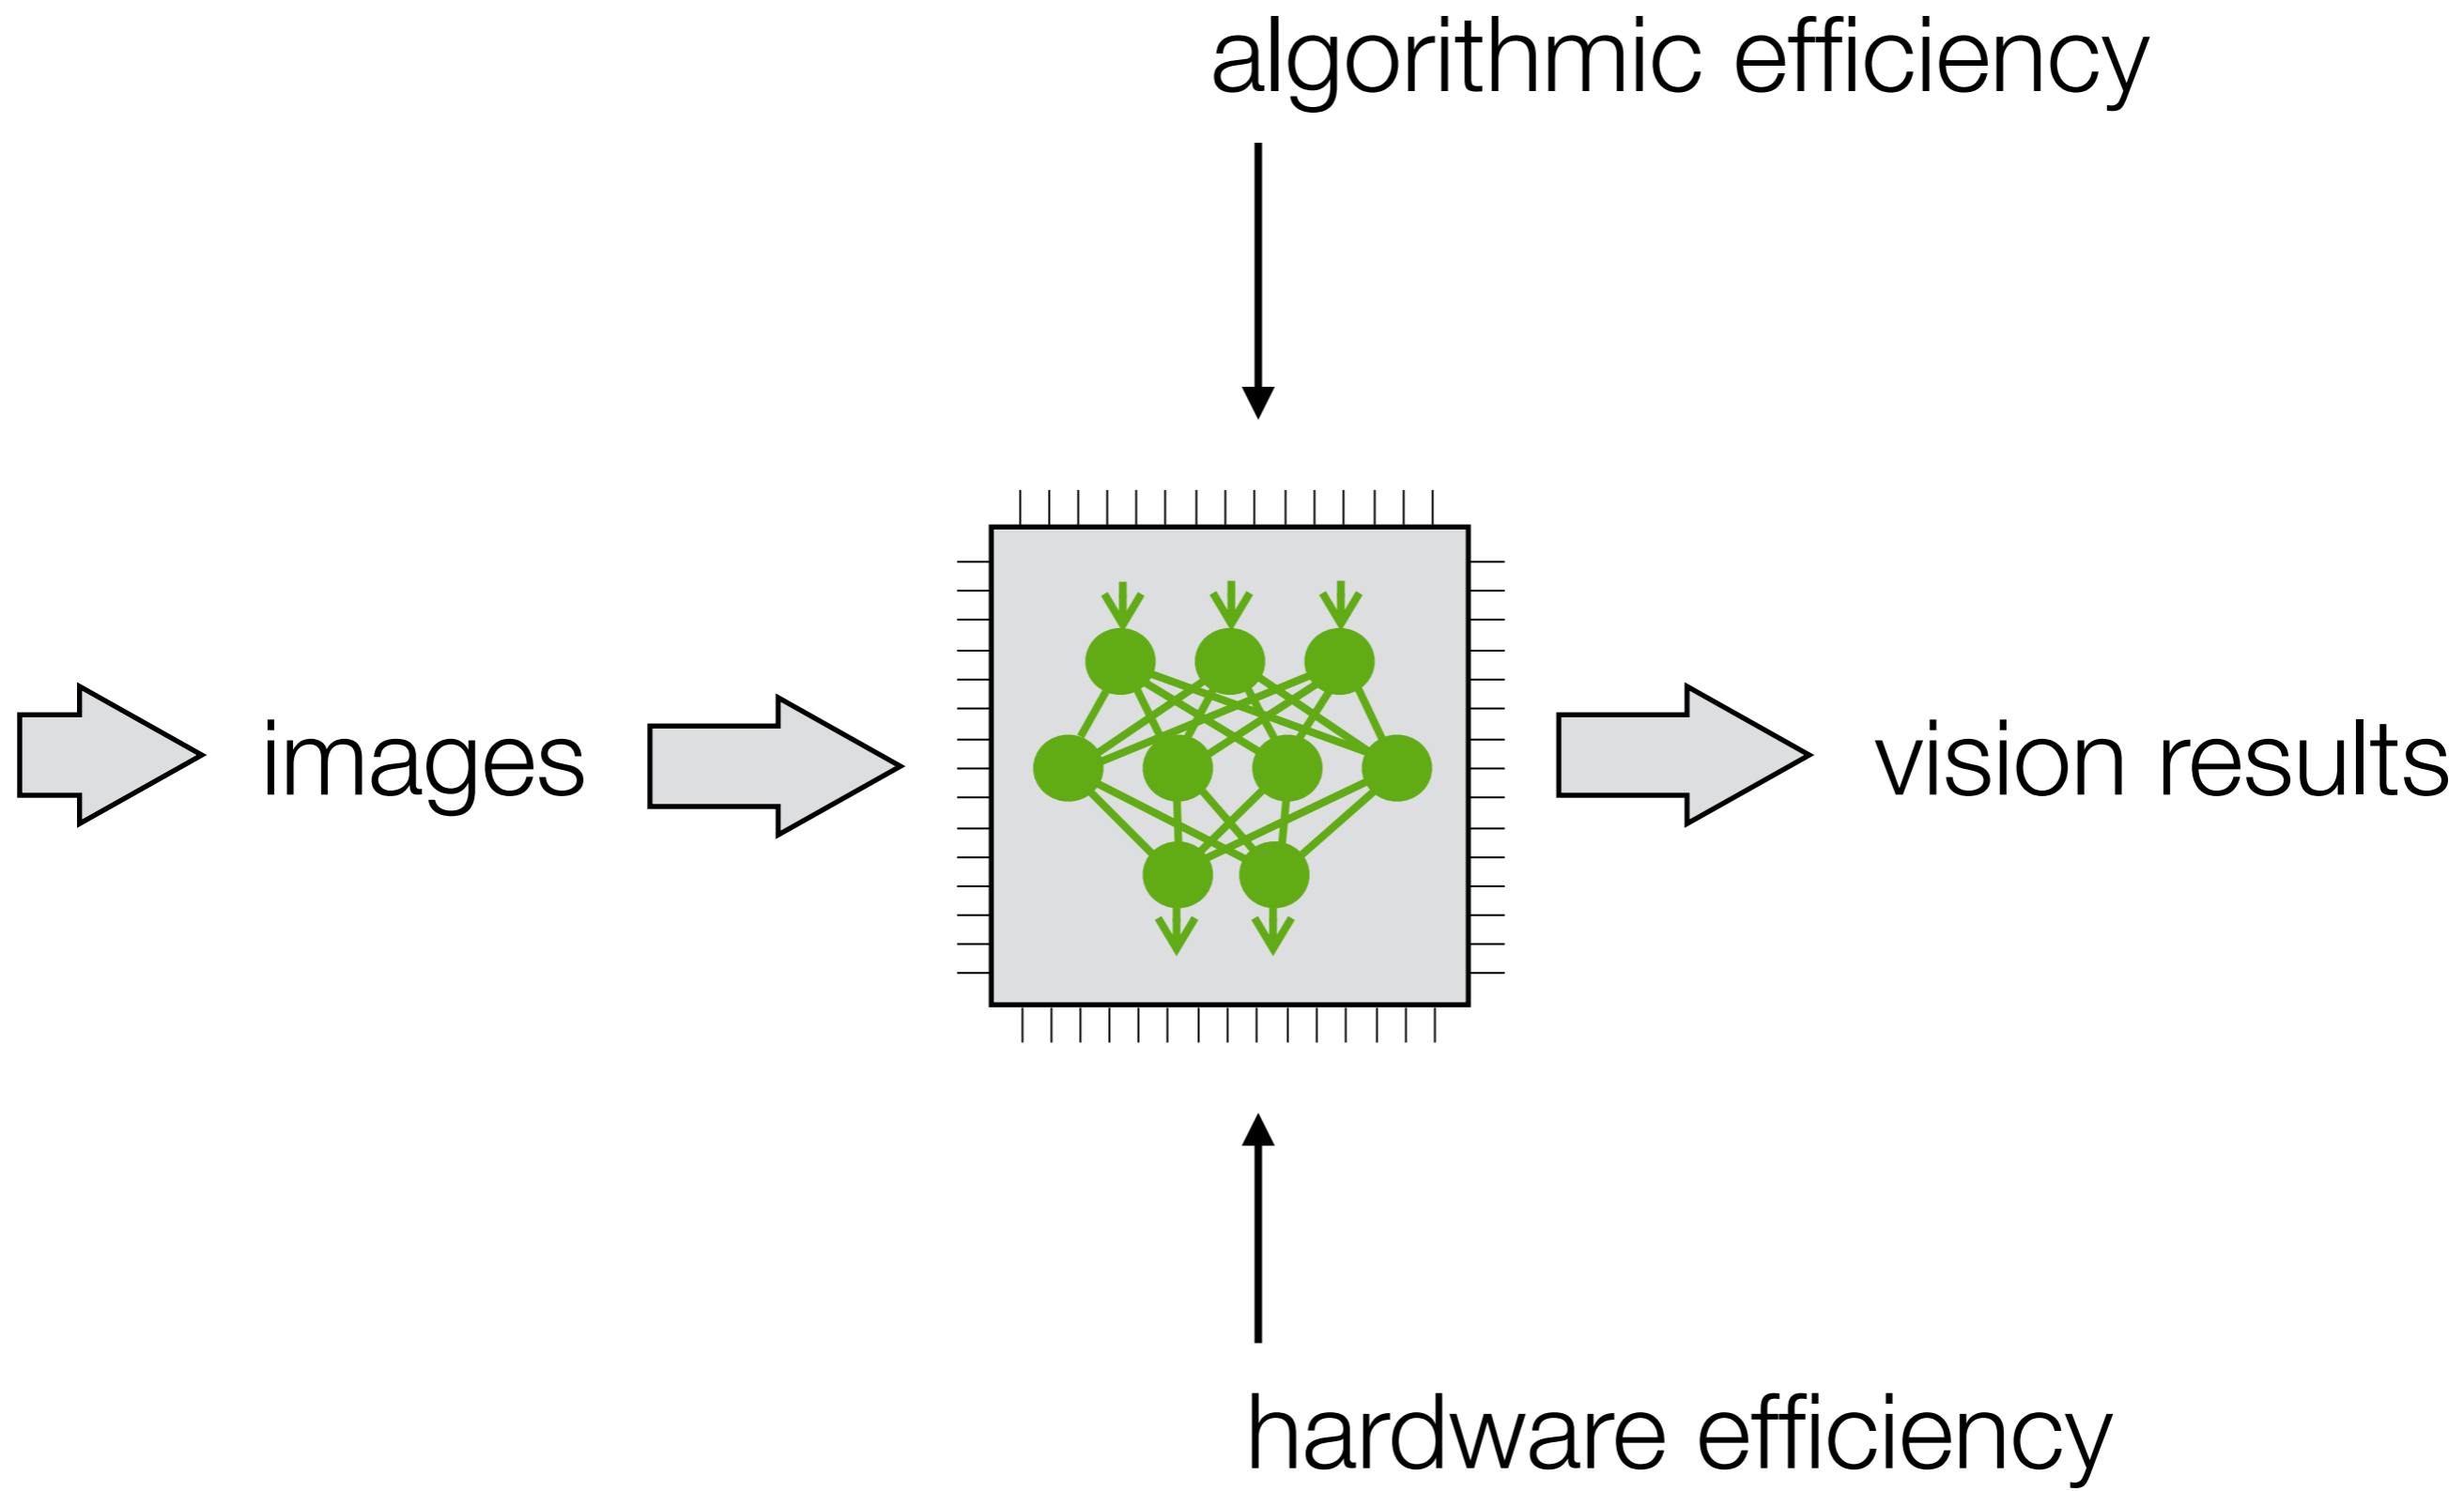 algorithmic efficiency
images
vision results
hardware efficiency